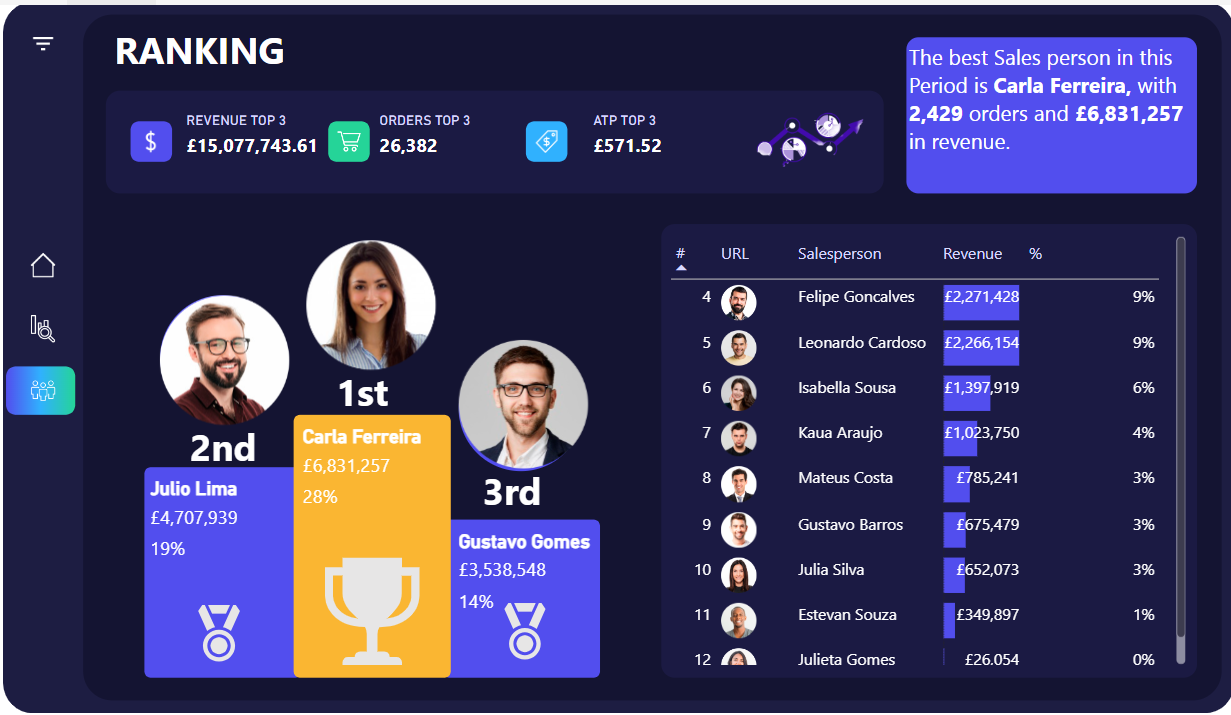 RANKING
The best Sales person in this
Period is Carla Ferreira, with
2,429 orders and £6,831,257
in revenue.
$
REVENUE TOP 3
£15,077,743.61
ORDERS TOP 3
26,382
$
ATP TOP 3
£571.52
1st
Carla Ferreira
£6,831,257
28%
2nd
Julio Lima
£4,707,939
19%
3rd
Gustavo Gomes
£3,538,548
14%
# URL Salesperson Revenue %
4 Felipe Goncalves £2,271,428 9%
5 Leonardo Cardoso £2,266,154 9%
6 Isabella Sousa £1,397,919 6%
7 Kaua Araujo £1,023,750 4%
8 Mateus Costa £785,241 3%
9 Gustavo Barros £675,479 3%
10 Julia Silva £652,073 3%
11 Estevan Souza £349,897 1%
12 Julieta Gomes £26.054 0%